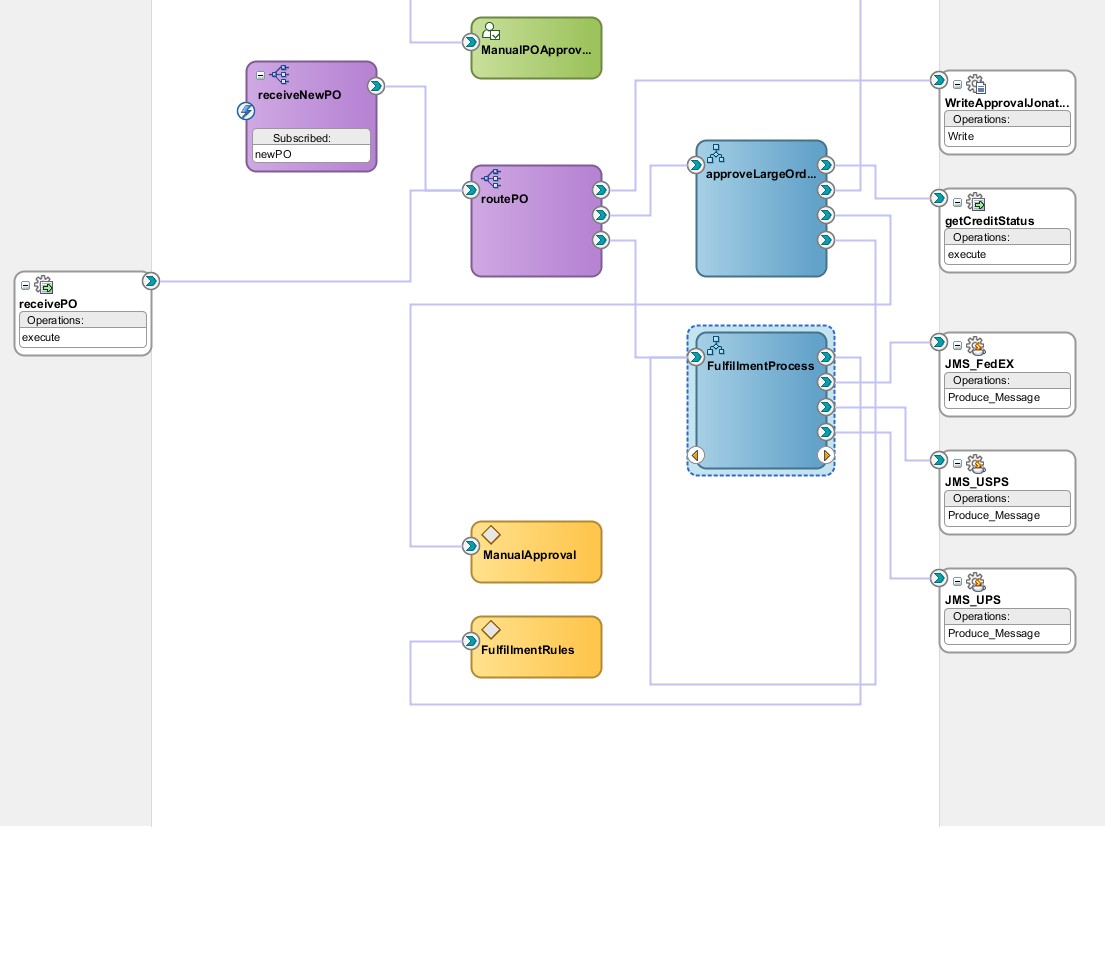 ManualPOApprov...
receiveNewPO
Subscribed:
newPO
routePO
approveLargeOrd...
WriteApprovalJonat...
Operations:
Write
getCreditStatus
Operations:
execute
receivePO
Operations:
execute
FulfillmentProcess
JMS_FedEX
Operations:
Produce_Message
JMS_USPS
Operations:
Produce_Message
ManualApproval
JMS_UPS
Operations:
Produce_Message
FulfillmentRules